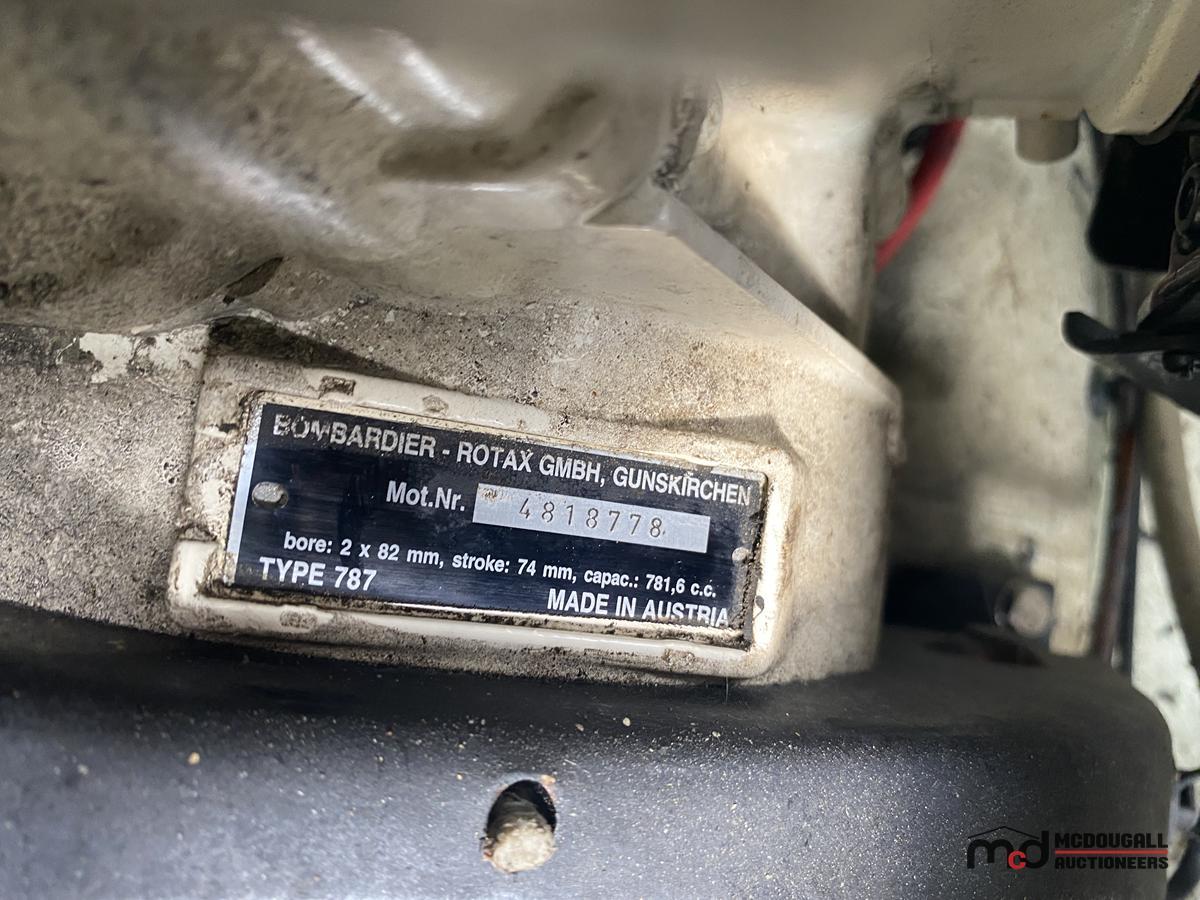 BOMBARDIER - ROTAX GMBH, GUNSKIRCHEN
Mot.Nr. 4818778
bore: 2 x 82 mm, stroke: 74 mm, capac.: 781,6 c.c.
TYPE 787
MADE IN AUSTRIA
mcd MCDOUGALL
AUCTIONEERS